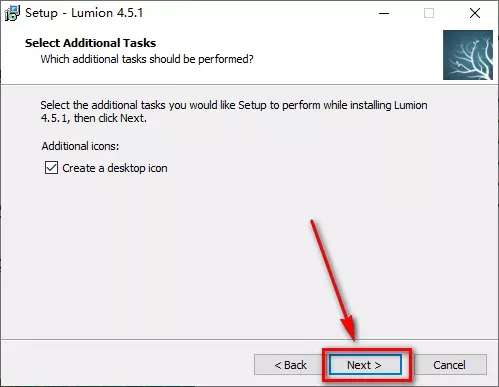 Setup - Lumion 4.5.1
Select Additional Tasks
Which additional tasks should be performed?
Select the additional tasks you would like Setup to perform while installing Lumion
4.5.1, then click Next.
Additional icons:
Create a desktop icon
< Back
Next >
Cancel